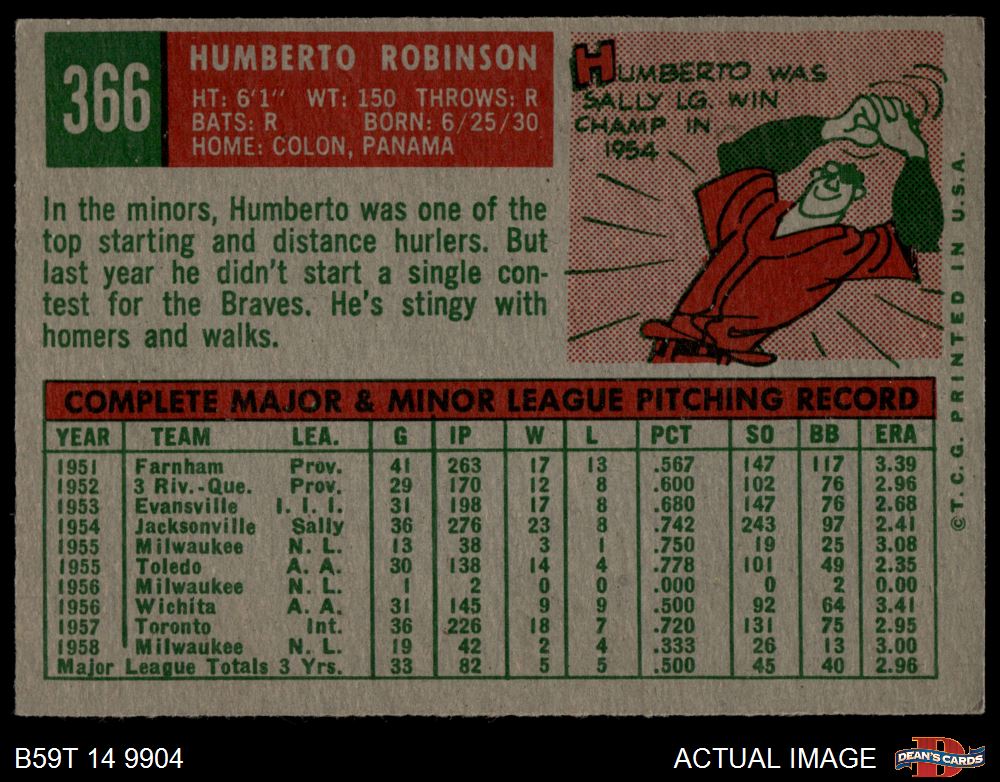 366
HUMBERTO ROBINSON
HT: 6'1" WT: 150 THROWS: R
BATS: R BORN: 6/25/30
HOME: COLON, PANAMA
HUMBERTO WAS
SALLY LG. WIN
CHAMP IN
1954
In the minors, Humberto was one of the
top starting and distance hurlers. But
last year he didn't start a single con-
test for the Braves. He's stingy with
homers and walks.
COMPLETE MAJOR & MINOR LEAGUE PITCHING RECORD
YEAR TEAM LEA. G IP W L PCT SO BB ERA
1951 Farnham Prov. 41 263 17 13 .567 147 117 3.39
1952 3 Riv.-Que. Prov. 29 170 12 8 .600 102 76 2.96
1953 Evansville I. I. I. 31 198 17 8 .680 147 76 2.68
1954 Jacksonville Sally 36 276 23 8 .742 243 97 2.41
1955 Milwaukee N. L. 13 38 3 1 .750 19 25 3.08
1955 Toledo A. A. 30 138 14 4 .778 101 49 2.35
1956 Milwaukee N. L. 1 2 0 0 .000 0 2 0.00
1956 Wichita A. A. 31 145 9 9 .500 92 64 3.41
1957 Toronto Int. 36 226 18 7 .720 131 75 2.95
1958 Milwaukee N. L. 19 42 2 4 .333 26 13 3.00
Major League Totals 3 Yrs. 33 82 5 5 .500 45 40 2.96
©T. C. G. PRINTED IN U.S.A.
B59T 14 9904
ACTUAL IMAGE
D
DEAN'S CARDS